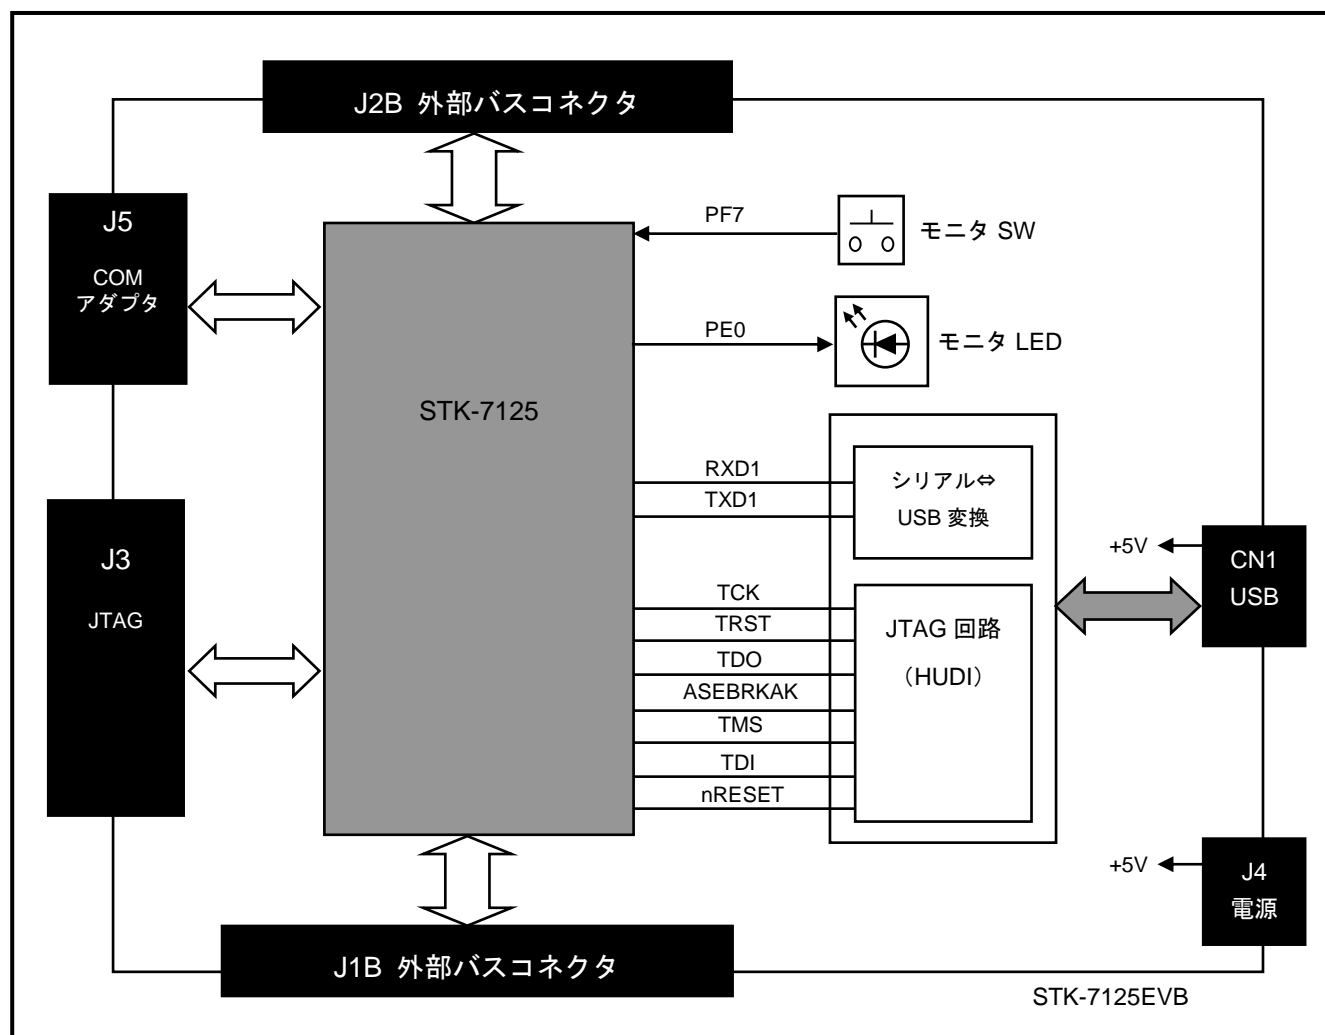 J2B 外部バスコネクタ
J5
COM
アダプタ
PF7
モニタ SW
PE0
モニタ LED
STK-7125
RXD1
TXD1
シリアル⇔
USB 変換
J3
JTAG
+5V
CN1
USB
TCK
TRST
TDO
ASEBRKAK
TMS
TDI
nRESET
JTAG 回路
（HUDI）
+5V
J4
電源
J1B 外部バスコネクタ
STK-7125EVB